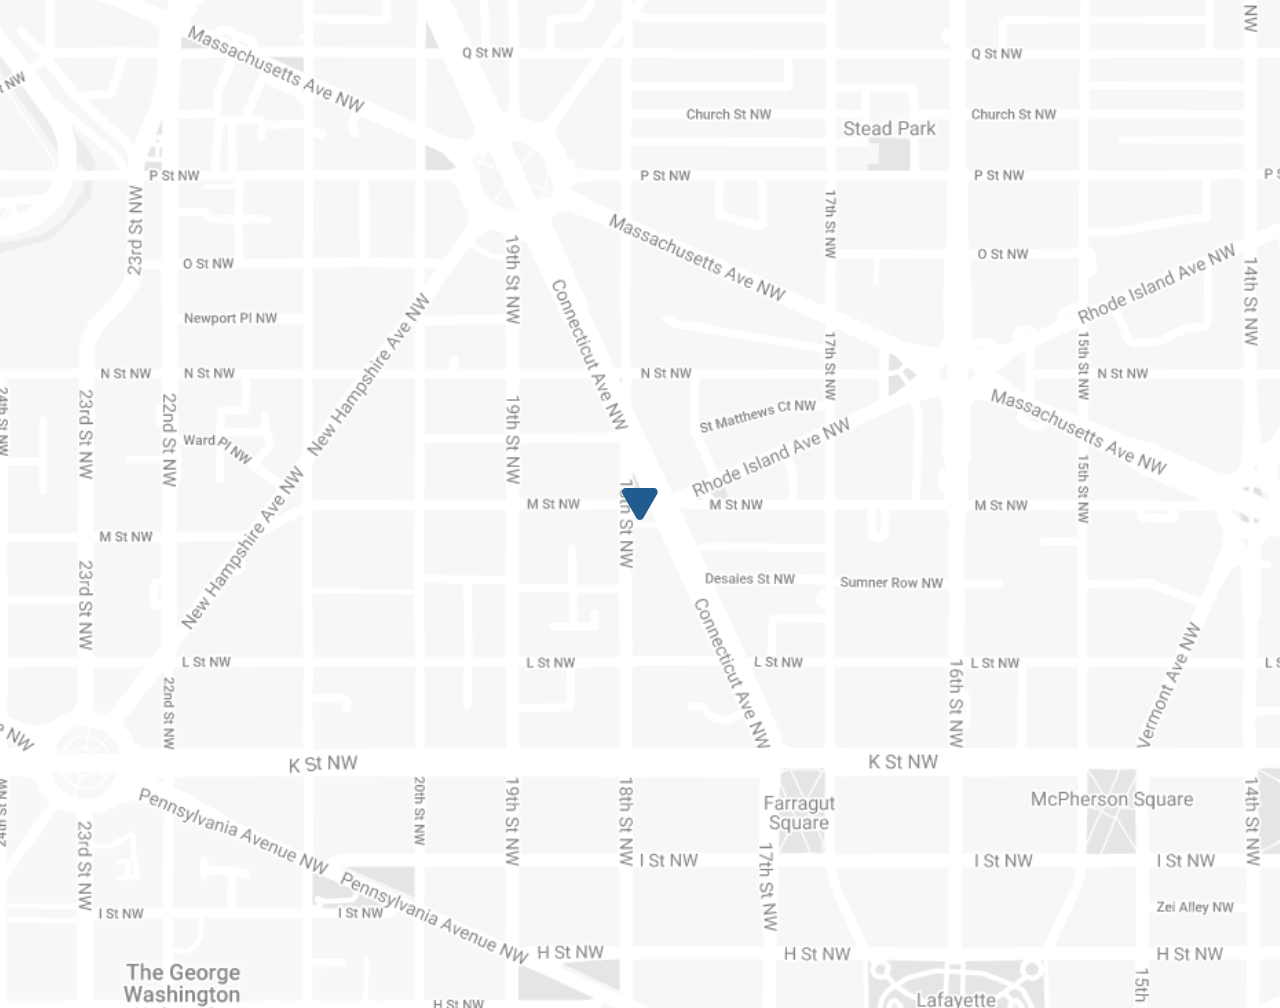 NW
Massachusetts Ave NW
Q St NW
Q St NW
NW
Church St NW
Church St NW
Stead Park
P St NW
P St NW
P St NW
P S
23rd St NW
17th St NW
Massachusetts Ave NW
19th St NW
O St NW
O St NW
Rhode Island Ave NW
14th St NW
Connecticut Ave NW
Newport Pl NW
New Hampshire Ave NW
17th St NW
15th St NW
N St NW
N St NW
N St NW
N St NW
24th St NW
23rd St NW
22nd St NW
19th St NW
St Matthews Ct NW
Massachusetts Ave NW
Ward Pl NW
Rhode Island Ave NW
15th St NW
New Hampshire Ave NW
M St NW
M St NW
M St NW
M St NW
St NW
23rd St NW
Desales St NW
Sumner Row NW
Connecticut Ave NW
Vermont Ave NW
L St NW
L St NW
L St NW
L St NW
L S
22nd St NW
16th St NW
e NW
K St NW
K St NW
Pennsylvania Avenue NW
20th St NW
19th St NW
18th St NW
Farragut
Square
McPherson Square
14th St NW
24th St NW
23rd St NW
17th St NW
I St NW
I St NW
I St NW
Pennsylvania Avenue NW
I St NW
I St NW
Zei Alley NW
H St NW
H St NW
H St NW
The George
Washington
15th
H St NW
Lafayette